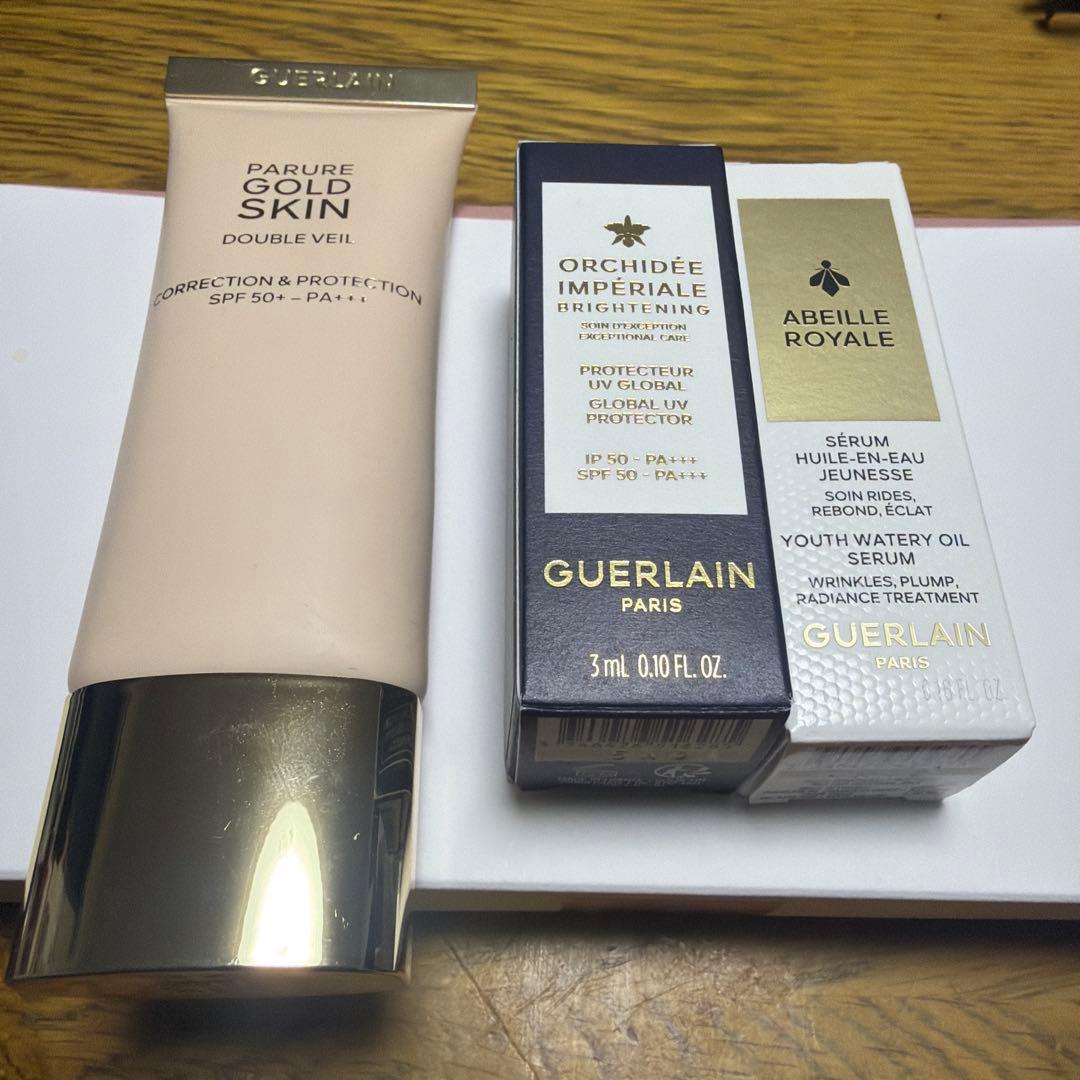 GUERLAIN
PARURE
GOLD
SKIN
DOUBLE VEIL
CORRECTION & PROTECTION
SPF 50+ – PA+++
ORCHIDÉE
IMPÉRIALE
BRIGHTENING
SOIN D'EXCEPTION
EXCEPTIONAL CARE
PROTECTEUR
UV GLOBAL
GLOBAL UV
PROTECTOR
IP 50 - PA+++
SPF 50 - PA+++
GUERLAIN
PARIS
3 mL 0.10 FL. OZ.
ABEILLE
ROYALE
SÉRUM
HUILE-EN-EAU
JEUNESSE
SOIN RIDES,
REBOND, ÉCLAT
YOUTH WATERY OIL
SERUM
WRINKLES, PLUMP,
RADIANCE TREATMENT
GUERLAIN
PARIS
FL. OZ.